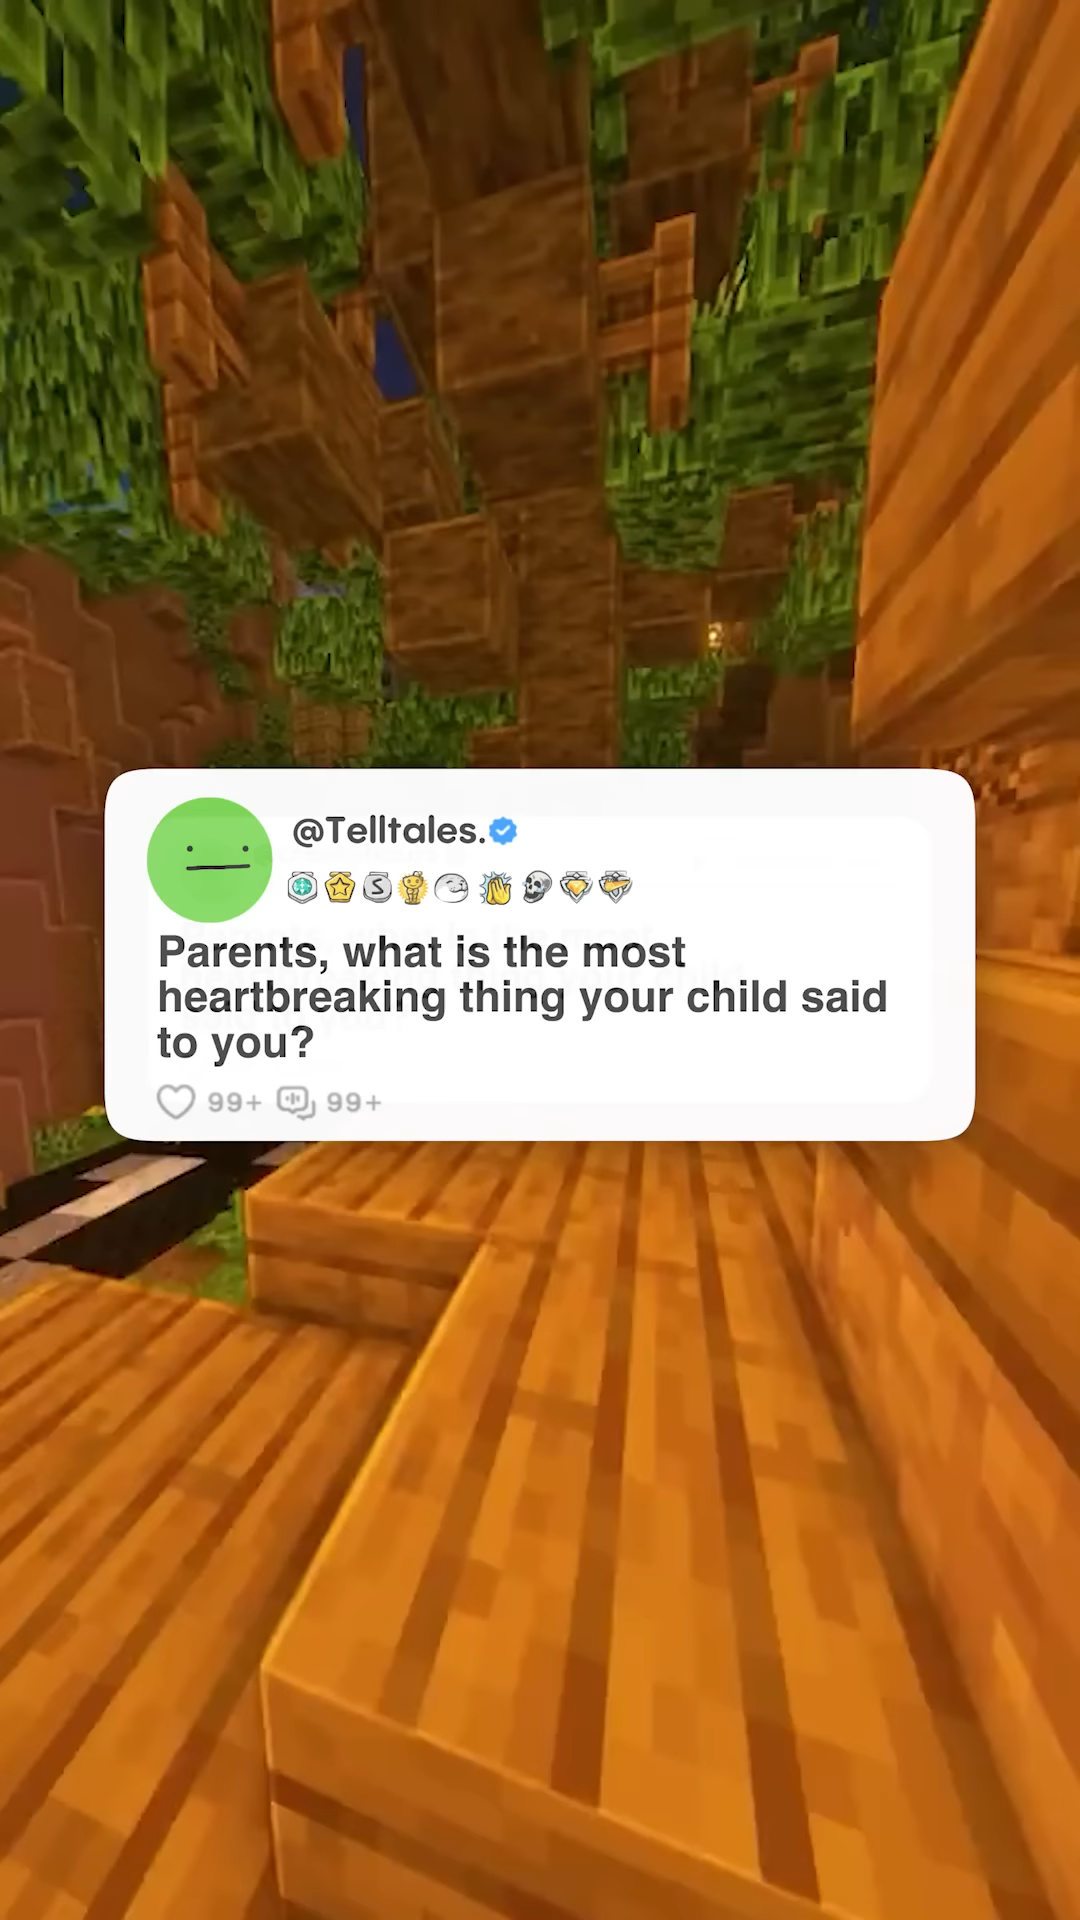 @Telltales.
Parents, what is the most
heartbreaking thing your child said
to you?
99+ 99+